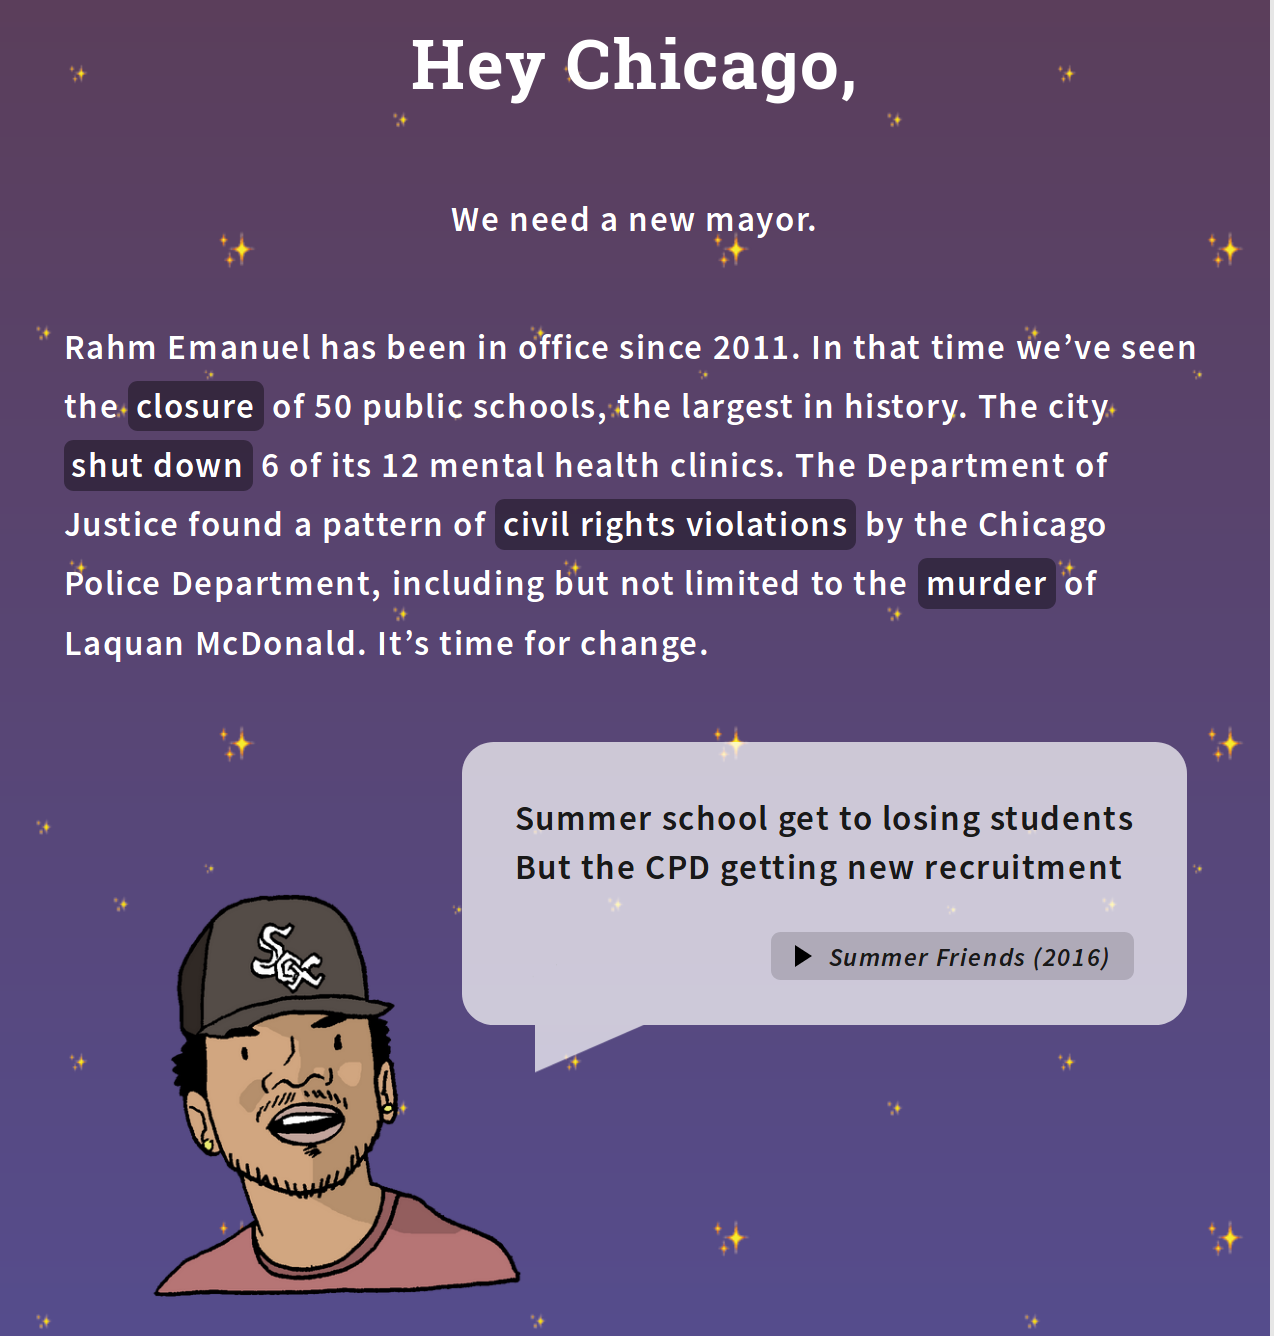 Hey Chicago,
We need a new mayor.
Rahm Emanuel has been in office since 2011. In that time we’ve seen
the closure of 50 public schools, the largest in history. The city
shut down 6 of its 12 mental health clinics. The Department of
Justice found a pattern of civil rights violations by the Chicago
Police Department, including but not limited to the murder of
Laquan McDonald. It’s time for change.
Summer school get to losing students
But the CPD getting new recruitment
Summer Friends (2016)
Sox